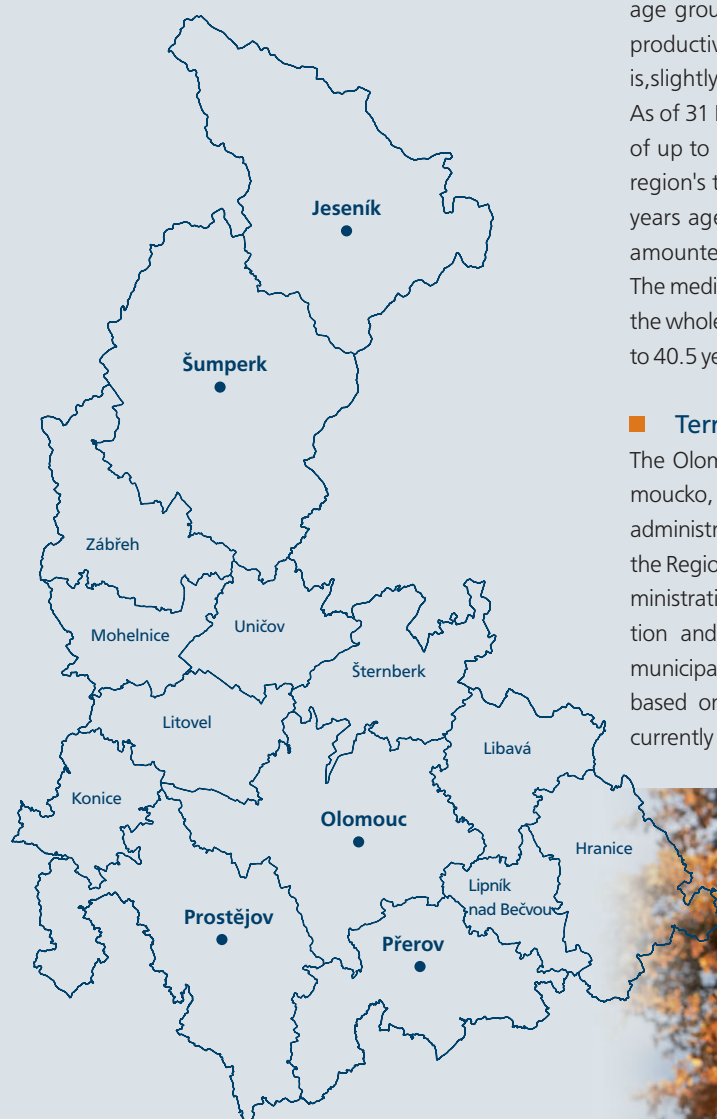 age grou
productiv
is,slightly
As of 31
of up to
region's t
years age
amounte
The medi
the whole
to 40.5 ye
Terr
The Olom
moucko,
administr
the Regio
ministrati
tion and
municipa
based or
currently
Jeseník
Šumperk
Zábřeh
Mohelnice
Uničov
Šternberk
Litovel
Libavá
Konice
Olomouc
Hranice
Lipník
nad Bečvou
Prostějov
Přerov